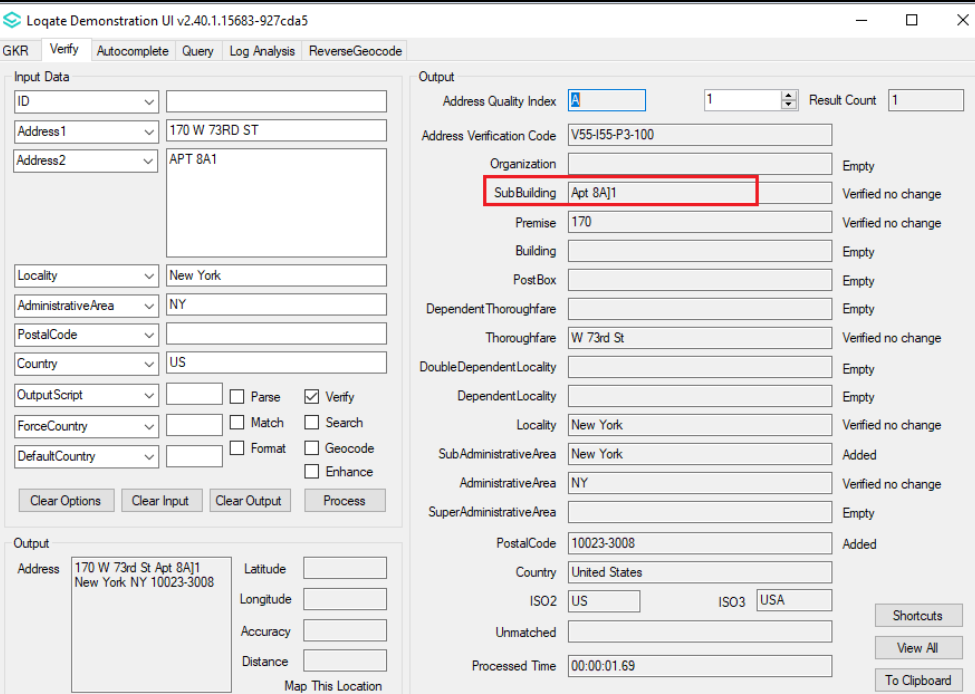 Loqate Demonstration UI v2.40.1.15683-927cda5
GKR Verify Autocomplete Query Log Analysis ReverseGeocode
Input Data
ID
Address1 170 W 73RD ST
Address2 APT 8A1
Locality New York
AdministrativeArea NY
PostalCode
Country US
OutputScript Parse Verify
ForceCountry Match Search
DefaultCountry Format Geocode
Enhance
Clear Options Clear Input Clear Output Process
Output
Address 170 W 73rd St Apt 8A]1
New York NY 10023-3008
Latitude
Longitude
Accuracy
Distance
Map This Location
Output
Address Quality Index A 1 Result Count 1
Address Verification Code V55-I55-P3-100
Organization Empty
SubBuilding Apt 8A]1 Verified no change
Premise 170 Verified no change
Building Empty
PostBox Empty
DependentThoroughfare Empty
Thoroughfare W 73rd St Verified no change
DoubleDependentLocality Empty
DependentLocality Empty
Locality New York Verified no change
SubAdministrativeArea New York Added
AdministrativeArea NY Verified no change
SuperAdministrativeArea Empty
PostalCode 10023-3008 Added
Country United States
ISO2 US ISO3 USA
Unmatched
Processed Time 00:00:01.69
Shortcuts
View All
To Clipboard